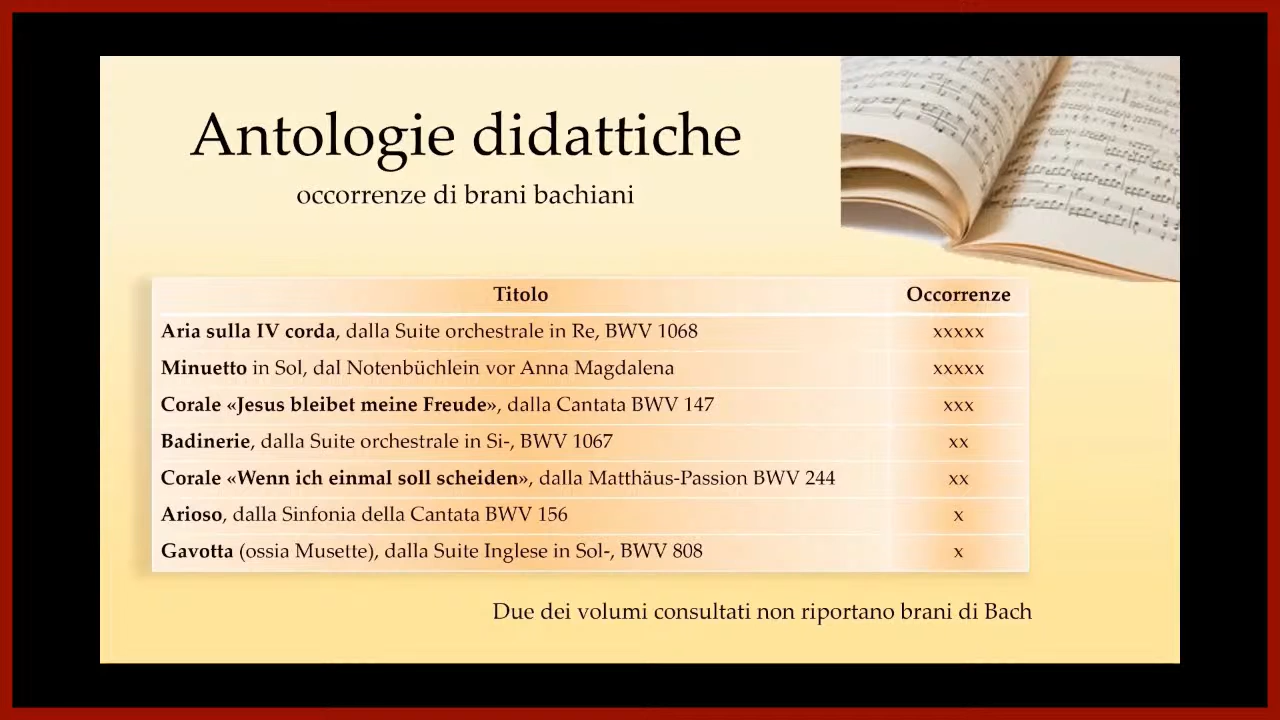 Antologie didattiche
occorrenze di brani bachiani
Titolo Occorrenze
Aria sulla IV corda, dalla Suite orchestrale in Re, BWV 1068 xxxxx
Minuetto in Sol, dal Notenbüchlein vor Anna Magdalena xxxxx
Corale «Jesus bleibet meine Freude», dalla Cantata BWV 147 xxx
Badinerie, dalla Suite orchestrale in Si-, BWV 1067 xx
Corale «Wenn ich einmal soll scheiden», dalla Matthäus-Passion BWV 244 xx
Arioso, dalla Sinfonia della Cantata BWV 156 x
Gavotta (ossia Musette), dalla Suite Inglese in Sol-, BWV 808 x
Due dei volumi consultati non riportano brani di Bach